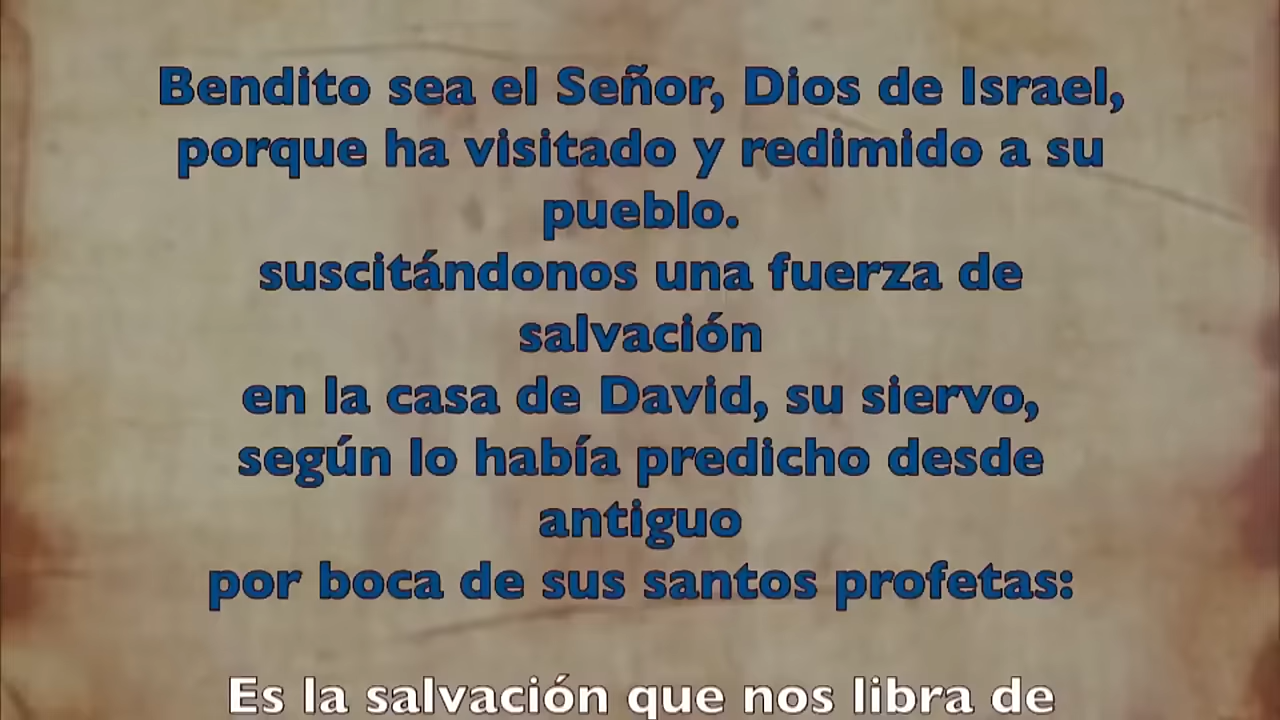 Bendito sea el Señor, Dios de Israel,
porque ha visitado y redimido a su
pueblo.
suscitándonos una fuerza de
salvación
en la casa de David, su siervo,
según lo había predicho desde
antiguo
por boca de sus santos profetas:
Es la salvación que nos libra de